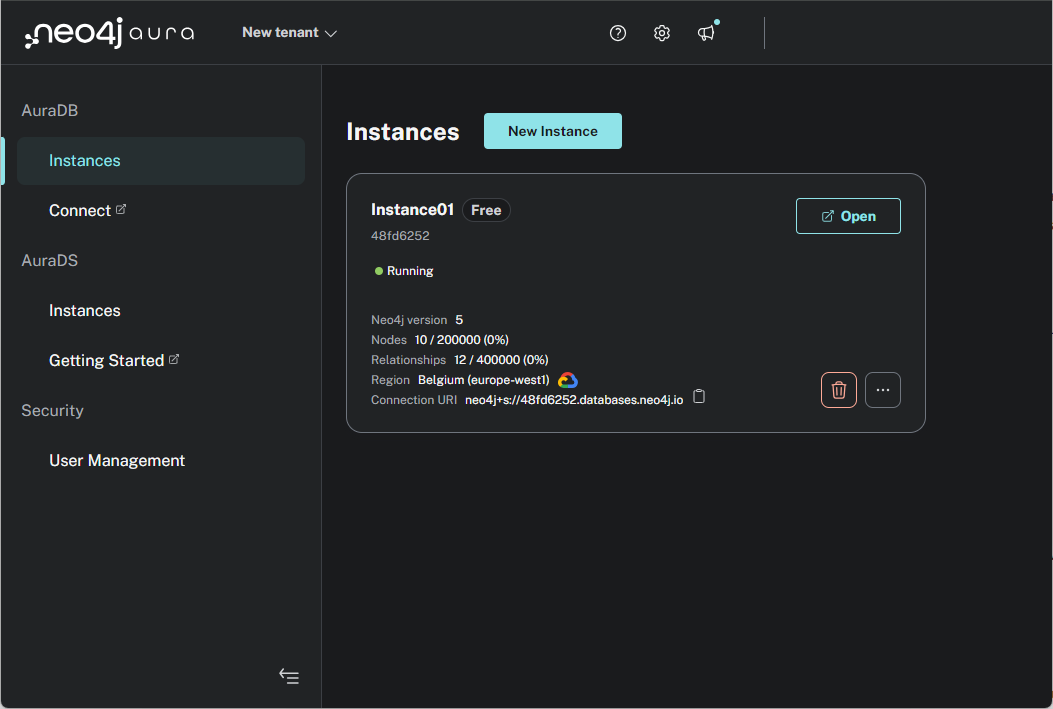 neo4j aura
New tenant
AuraDB
Instances
Connect
AuraDS
Instances
Getting Started
Security
User Management
Instances
New Instance
Instance01 Free
48fd6252
Open
Running
Neo4j version 5
Nodes 10 / 200000 (0%)
Relationships 12 / 400000 (0%)
Region Belgium (europe-west1)
Connection URI neo4j+s://48fd6252.databases.neo4j.io